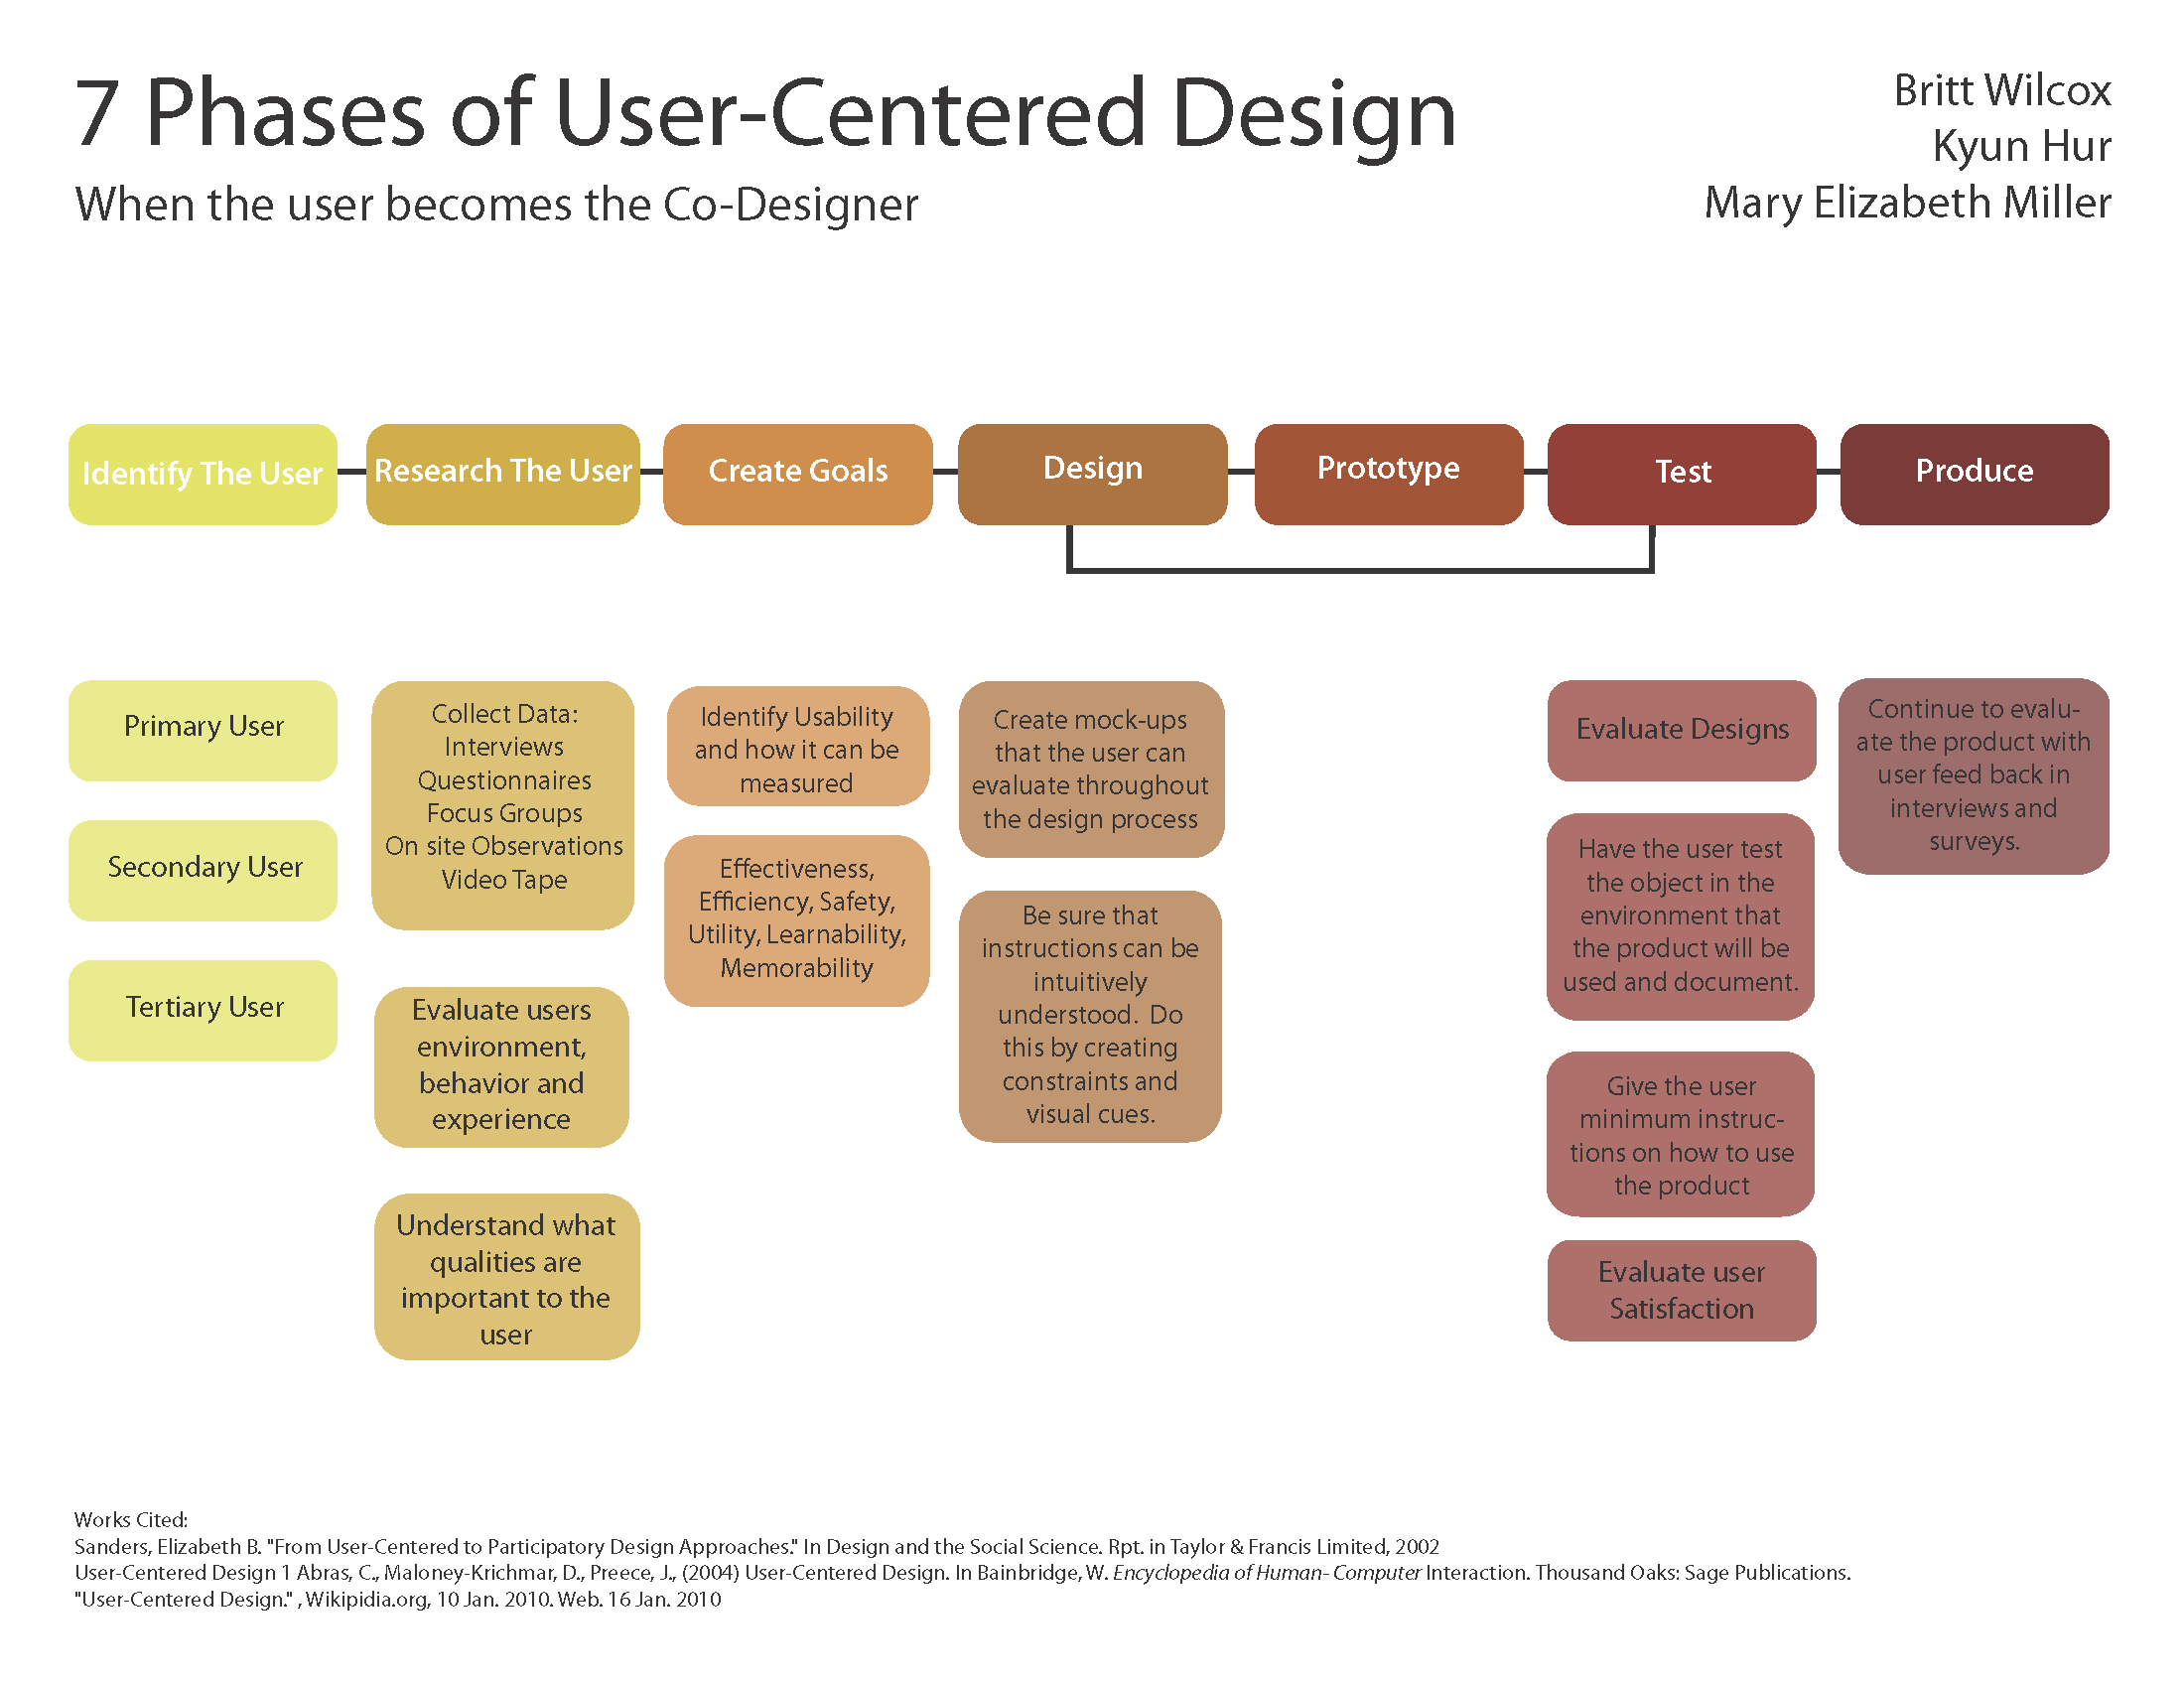 7 Phases of User-Centered Design
When the user becomes the Co-Designer
Britt Wilcox
Kyun Hur
Mary Elizabeth Miller
Identify The User
Research The User
Create Goals
Design
Prototype
Test
Produce
Primary User
Secondary User
Tertiary User
Collect Data:
Interviews
Questionnaires
Focus Groups
On site Observations
Video Tape
Evaluate users
environment,
behavior and
experience
Understand what
qualities are
important to the
user
Identify Usability
and how it can be
measured
Effectiveness,
Efficiency, Safety,
Utility, Learnability,
Memorability
Create mock-ups
that the user can
evaluate throughout
the design process
Be sure that
instructions can be
intuitively
understood.  Do
this by creating
constraints and
visual cues.
Evaluate Designs
Have the user test
the object in the
environment that
the product will be
used and document.
Give the user
minimum instruc-
tions on how to use
the product
Evaluate user
Satisfaction
Continue to evalu-
ate the product with
user feed back in
interviews and
surveys.
Works Cited:
Sanders, Elizabeth B. "From User-Centered to Participatory Design Approaches." In Design and the Social Science. Rpt. in Taylor & Francis Limited, 2002
User-Centered Design 1 Abras, C., Maloney-Krichmar, D., Preece, J., (2004) User-Centered Design. In Bainbridge, W. Encyclopedia of Human- Computer Interaction. Thousand Oaks: Sage Publications.
"User-Centered Design." , Wikipidia.org, 10 Jan. 2010. Web. 16 Jan. 2010